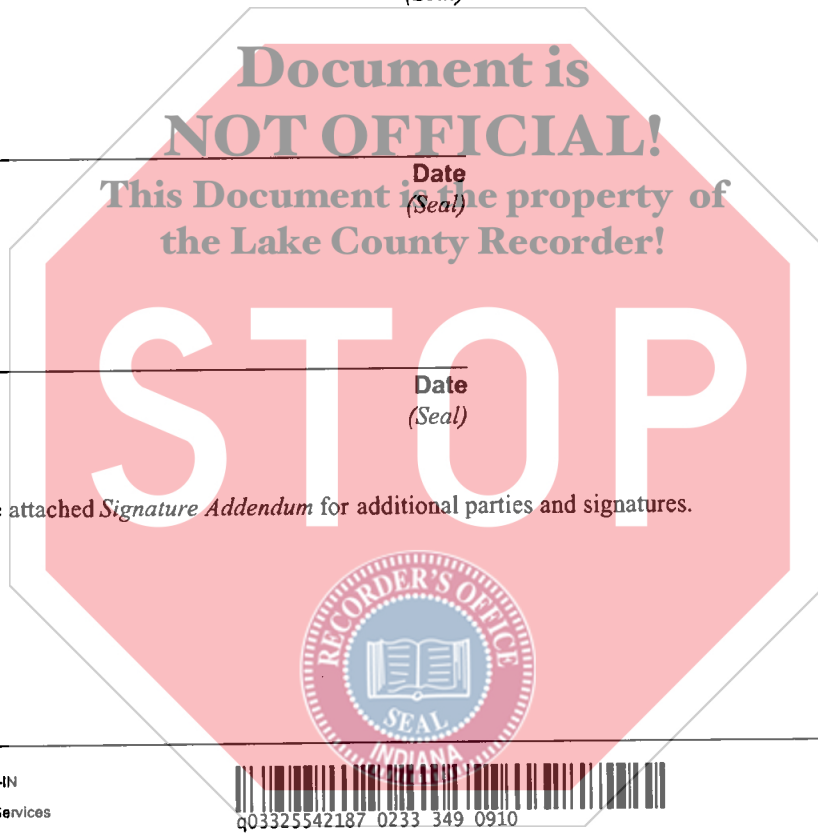 (Seal)
Document is
NOT OFFICIAL!
Date
This Document is the property of
(Seal)
the Lake County Recorder!
STOP
Date
(Seal)
attached Signature Addendum for additional parties and signatures.
RECORDER'S OFFICE
SEAL
INDIANA
-IN
Services
q03325542187 0233 349 0910